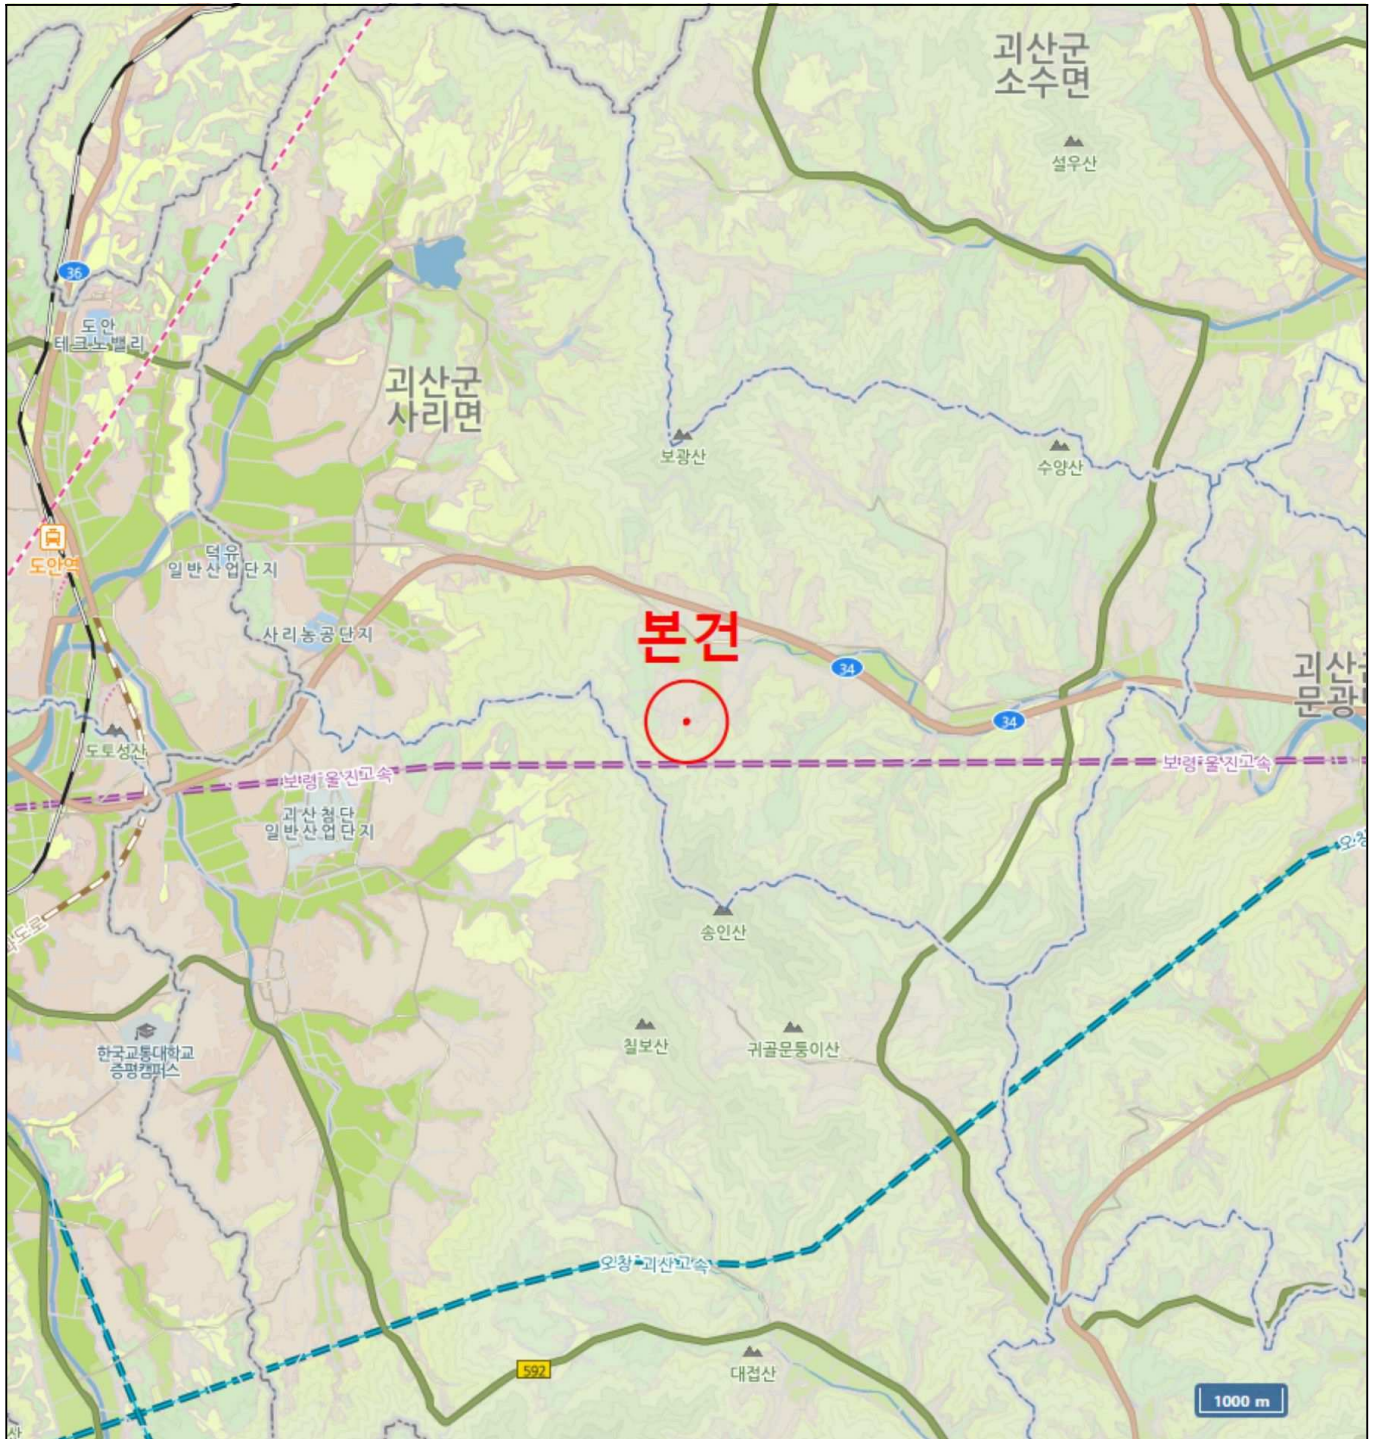 괴산군
소수면
설우산
36
도안
테크노밸리
괴산군
사리면
보광산
수양산
도안역
덕유
일반산업단지
사리농공단지
본건
34
괴산군
문광면
34
도토성산
보령 울진고속
보령 울진고속
괴산첨단
일반산업단지
오창
송인산
칠보산
귀골문퉁이산
한국교통대학교
증평캠퍼스
오창 괴산고속
592
대접산
1000 m
산